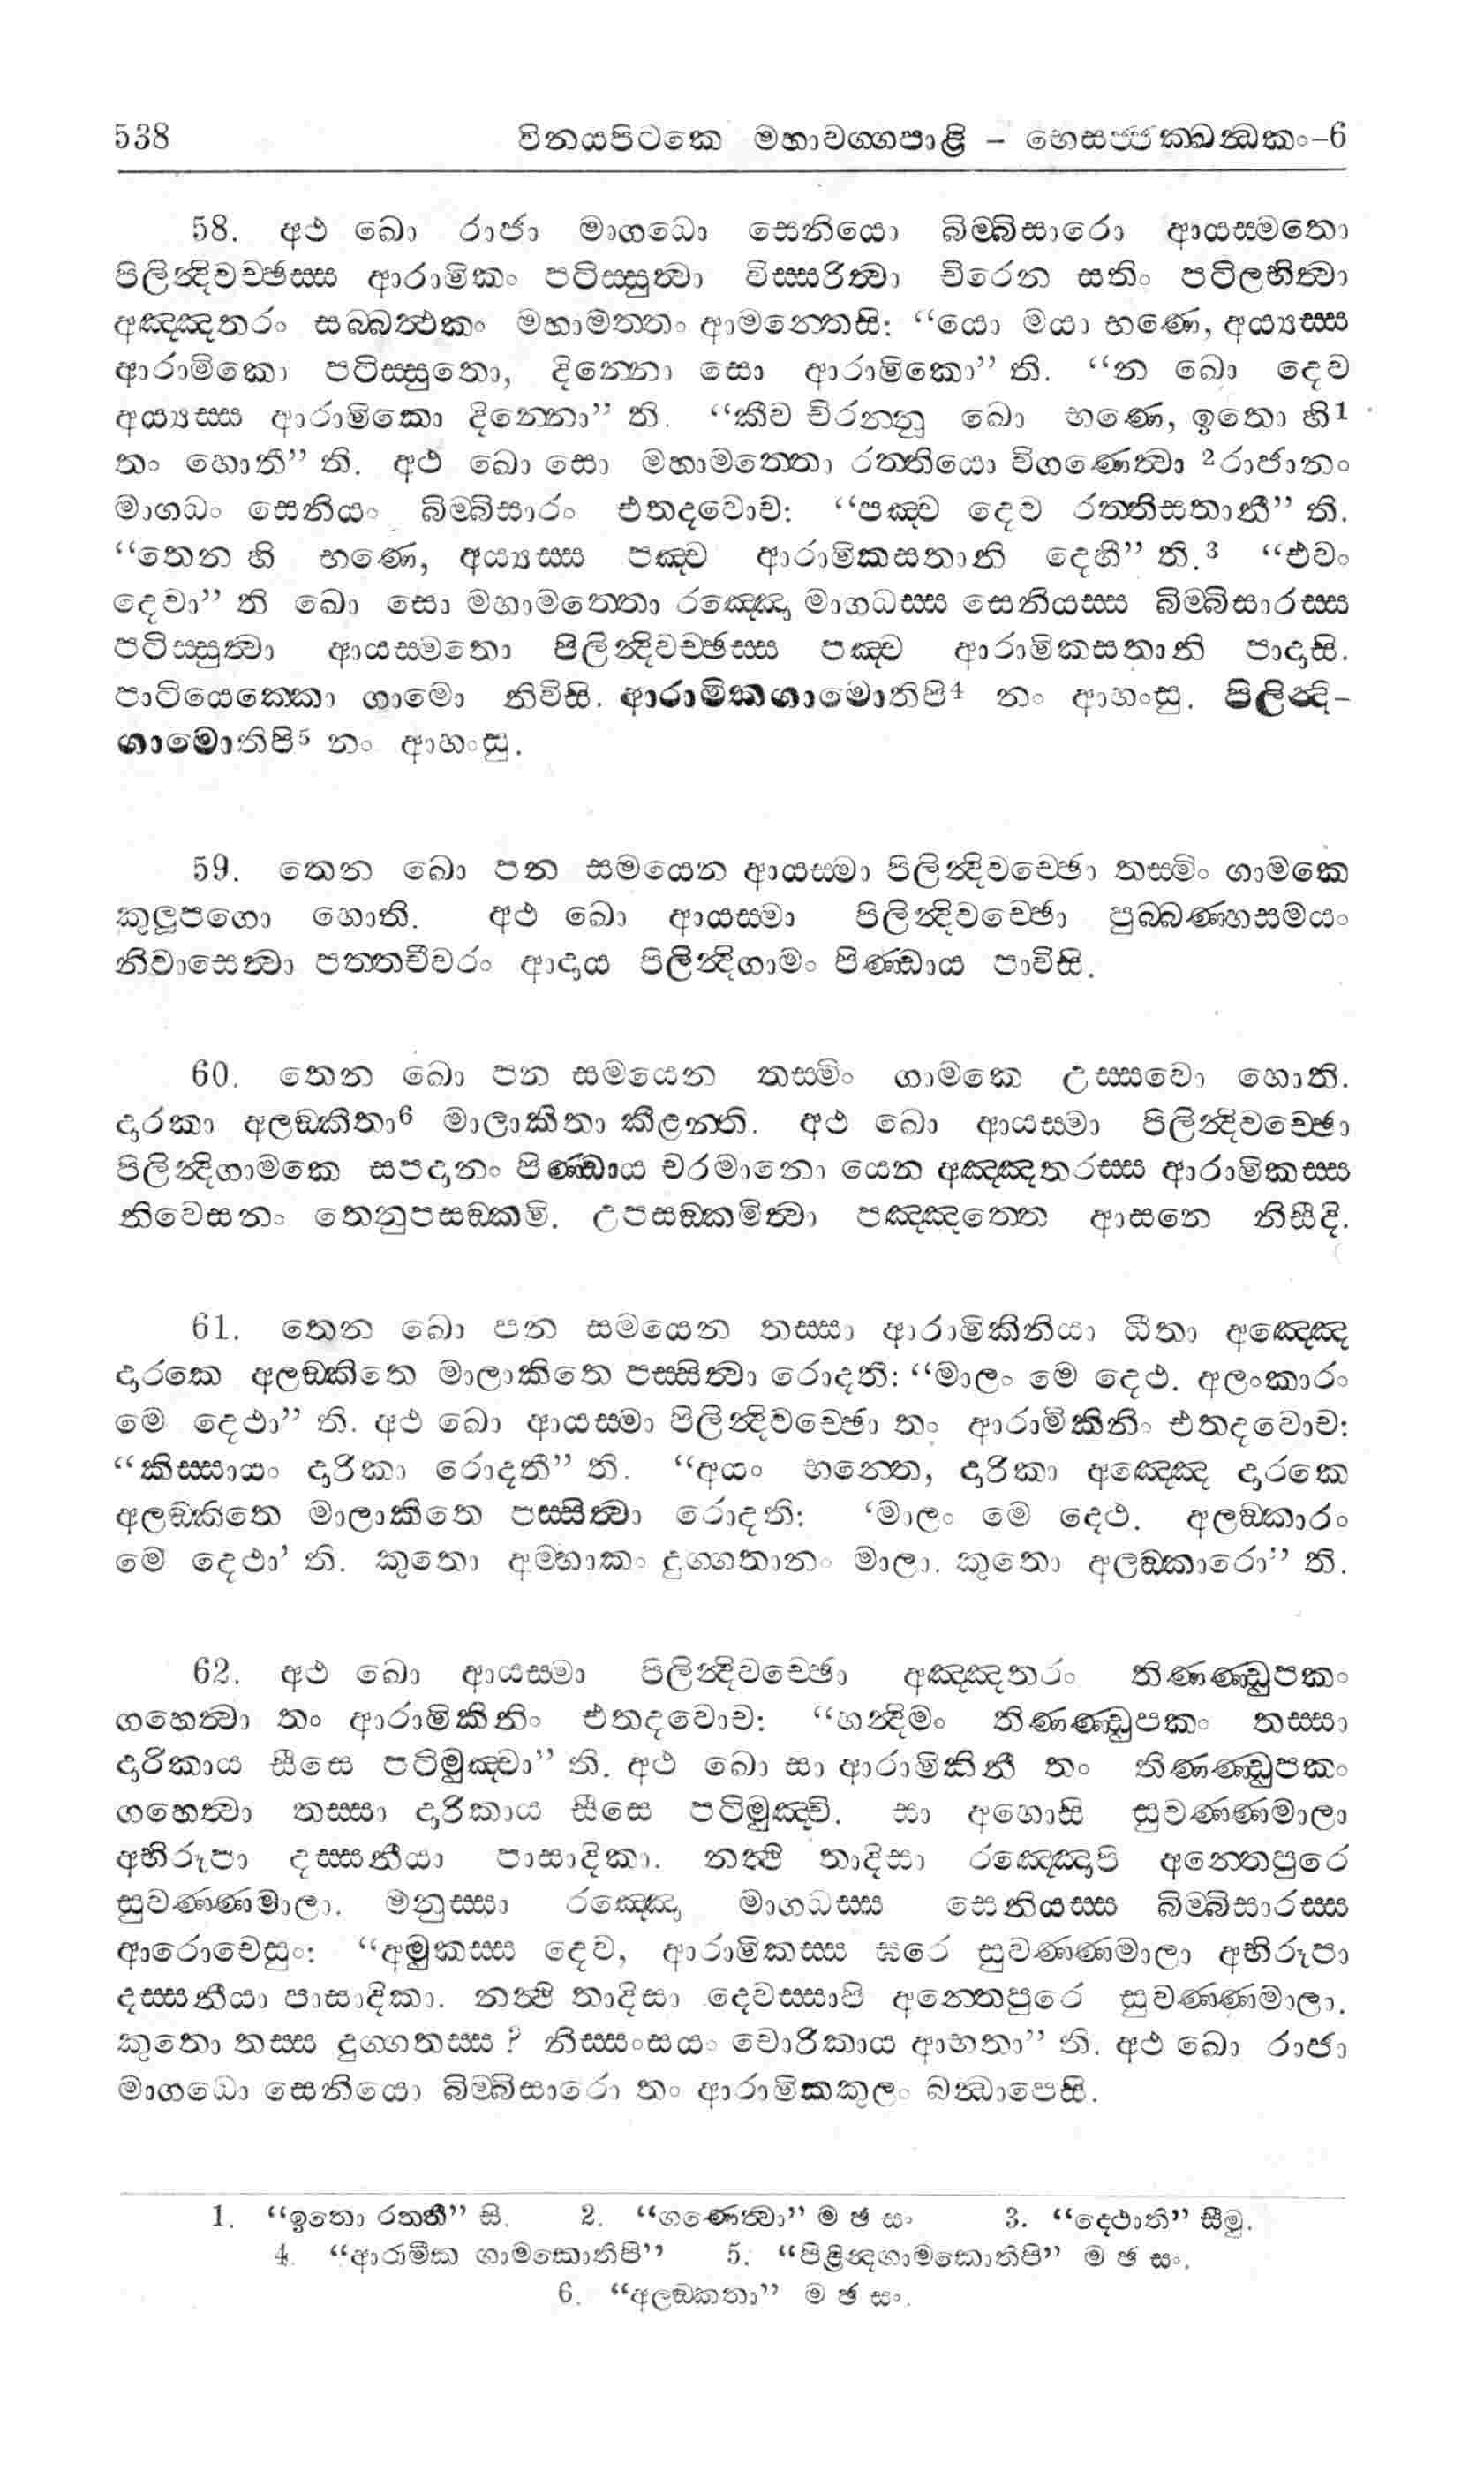 538 විනයපිටකෙ මහාවග්ගපාළි – භෙසජ්ජක්ඛන්ධකං–6
58. අථ ඛො රාජා මාගධො සෙනියො බිම්බිසාරො ආයස්මතො
පිලින්දිවච්ඡස්ස ආරාමිකං පටිස්සුත්වා විස්සරිත්වා චිරෙන සතිං පටිලභිත්වා
අඤ්ඤතරං සබ්බත්ථකං මහාමත්තං ආමන්තෙසි: “යො මයා භණෙ, අය්‍යස්ස
ආරාමිකො පටිස්සුතො, දින්නො සො ආරාමිකො” ති. “න ඛො දෙව
අය්‍යස්ස ආරාමිකො දින්නො” ති. “කීව චිරන්නු ඛො භණෙ, ඉතො හි1
තං හොතී” ති. අථ ඛො සො මහාමත්තො රත්තියො විගණෙත්වා 2රාජානං
මාගධං සෙනියං බිම්බිසාරං එතදවොච: “පඤ්ච දෙව රත්තිසතානී” ති.
“තෙන හි භණෙ, අය්‍යස්ස පඤ්ච ආරාමිකසතානි දෙහී” ති.3 “එවං
දෙවා” ති ඛො සො මහාමත්තො රඤ්ඤො මාගධස්ස සෙනියස්ස බිම්බිසාරස්ස
පටිස්සුත්වා ආයස්මතො පිලින්දිවච්ඡස්ස පඤ්ච ආරාමිකසතානි පාදාසි.
පාටියෙක්කො ගාමො නිවිසි. ආරාමිකගාමොතිපි4 නං ආහංසු. පිලින්දි-
ගාමොතිපි5 නං ආහංසු.
59. තෙන ඛො පන සමයෙන ආයස්මා පිලින්දිවච්ඡො තස්මිං ගාමකෙ
කුලූපගො හොති. අථ ඛො ආයස්මා පිලින්දිවච්ඡො පුබ්බණ්හසමයං
නිවාසෙත්වා පත්තචීවරං ආදාය පිලින්දිගාමං පිණ්ඩාය පාවිසි.
60. තෙන ඛො පන සමයෙන තස්මිං ගාමකෙ උස්සවො හොති.
දාරකා අලඞ්කිතා6 මාලාකිතා කීළන්ති. අථ ඛො ආයස්මා පිලින්දිවච්ඡො
පිලින්දිගාමකෙ සපදානං පිණ්ඩාය චරමානො යෙන අඤ්ඤතරස්ස ආරාමිකස්ස
නිවෙසනං තෙනුපසඞ්කමි. උපසඞ්කමිත්වා පඤ්ඤත්තෙ ආසනෙ නිසීදි.
61. තෙන ඛො පන සමයෙන තස්සා ආරාමිකිනියා ධීතා අඤ්ඤෙ
දාරකෙ අලඞ්කිතෙ මාලාකිතෙ පස්සිත්වා රොදති: “මාලං මෙ දෙථ. අලංකාරං
මෙ දෙථා” ති. අථ ඛො ආයස්මා පිලින්දිවච්ඡො තං ආරාමිකිනිං එතදවොච:
“කිස්සායං දාරිකා රොදතී” ති. “අයං භන්තෙ, දාරිකා අඤ්ඤෙ දාරකෙ
අලඞ්කිතෙ මාලාකිතෙ පස්සිත්වා රොදති: ‘මාලං මෙ දෙථ. අලඞ්කාරං
මෙ දෙථා’ ති. කුතො අම්හාකං දුග්ගතානං මාලා. කුතො අලඞ්කාරො” ති.
62. අථ ඛො ආයස්මා පිලින්දිවච්ඡො අඤ්ඤතරං තිණණ්ඩුපකං
ගහෙත්වා තං ආරාමිකිනිං එතදවොච: “හන්දිමං තිණණ්ඩුපකං තස්සා
දාරිකාය සීසෙ පටිමුඤ්චා” ති. අථ ඛො සා ආරාමිකිනී තං තිණණ්ඩුපකං
ගහෙත්වා තස්සා දාරිකාය සීසෙ පටිමුඤ්චි. සා අහොසි සුවණ්ණමාලා
අභිරූපා දස්සනීයා පාසාදිකා. නත්ථි තාදිසා රඤ්ඤොපි අන්තෙපුරෙ
සුවණ්ණමාලා. මනුස්සා රඤ්ඤො මාගධස්ස සෙනියස්ස බිම්බිසාරස්ස
ආරොචෙසුං: “අමුකස්ස දෙව, ආරාමිකස්ස ඝරෙ සුවණ්ණමාලා අභිරූපා
දස්සනීයා පාසාදිකා. නත්ථි තාදිසා දෙවස්සාපි අන්තෙපුරෙ සුවණ්ණමාලා.
කුතො තස්ස දුග්ගතස්ස ? නිස්සංසයං චොරිකාය ආභතා” ති. අථ ඛො රාජා
මාගධො සෙනියො බිම්බිසාරො තං ආරාමිකකුලං බන්ධාපෙසි.
1. “ඉතො රත්තී” සි. 2. “ගණෙත්වා” ම ඡ සං 3. “දෙථාති” සීමු.
4. “ආරාමික ගාමකොතිපි” 5. “පිළින්දගාමකොතිපි” ම ඡ සං.
6. “අලඞ්කතා” ම ඡ සං.